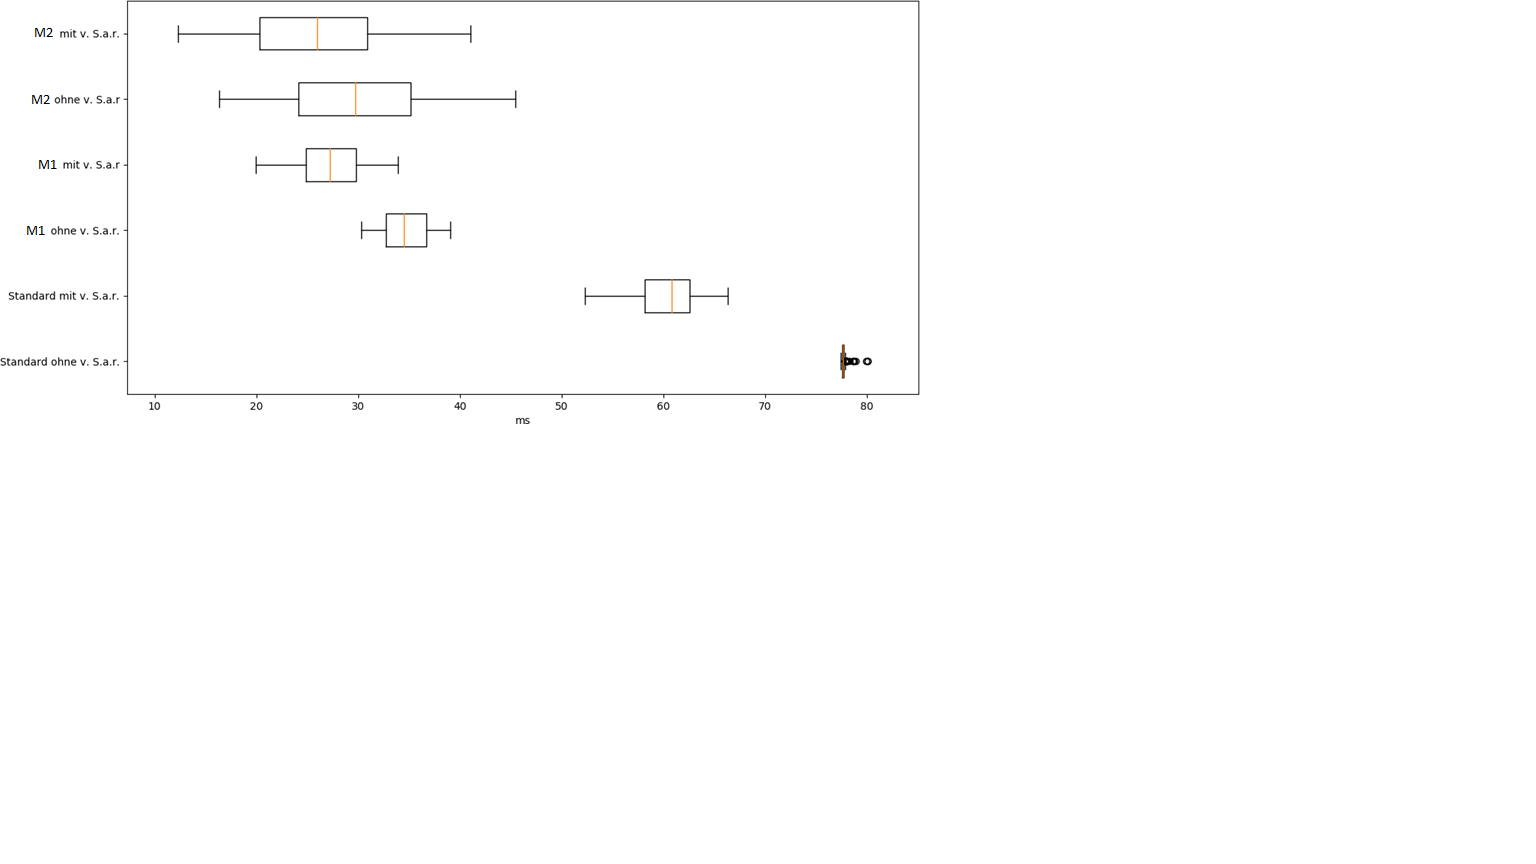 M2 mit v. S.a.r.
M2 ohne v. S.a.r
M1 mit v. S.a.r
M1 ohne v. S.a.r.
Standard mit v. S.a.r.
Standard ohne v. S.a.r.
10 20 30 40 50 60 70 80
ms